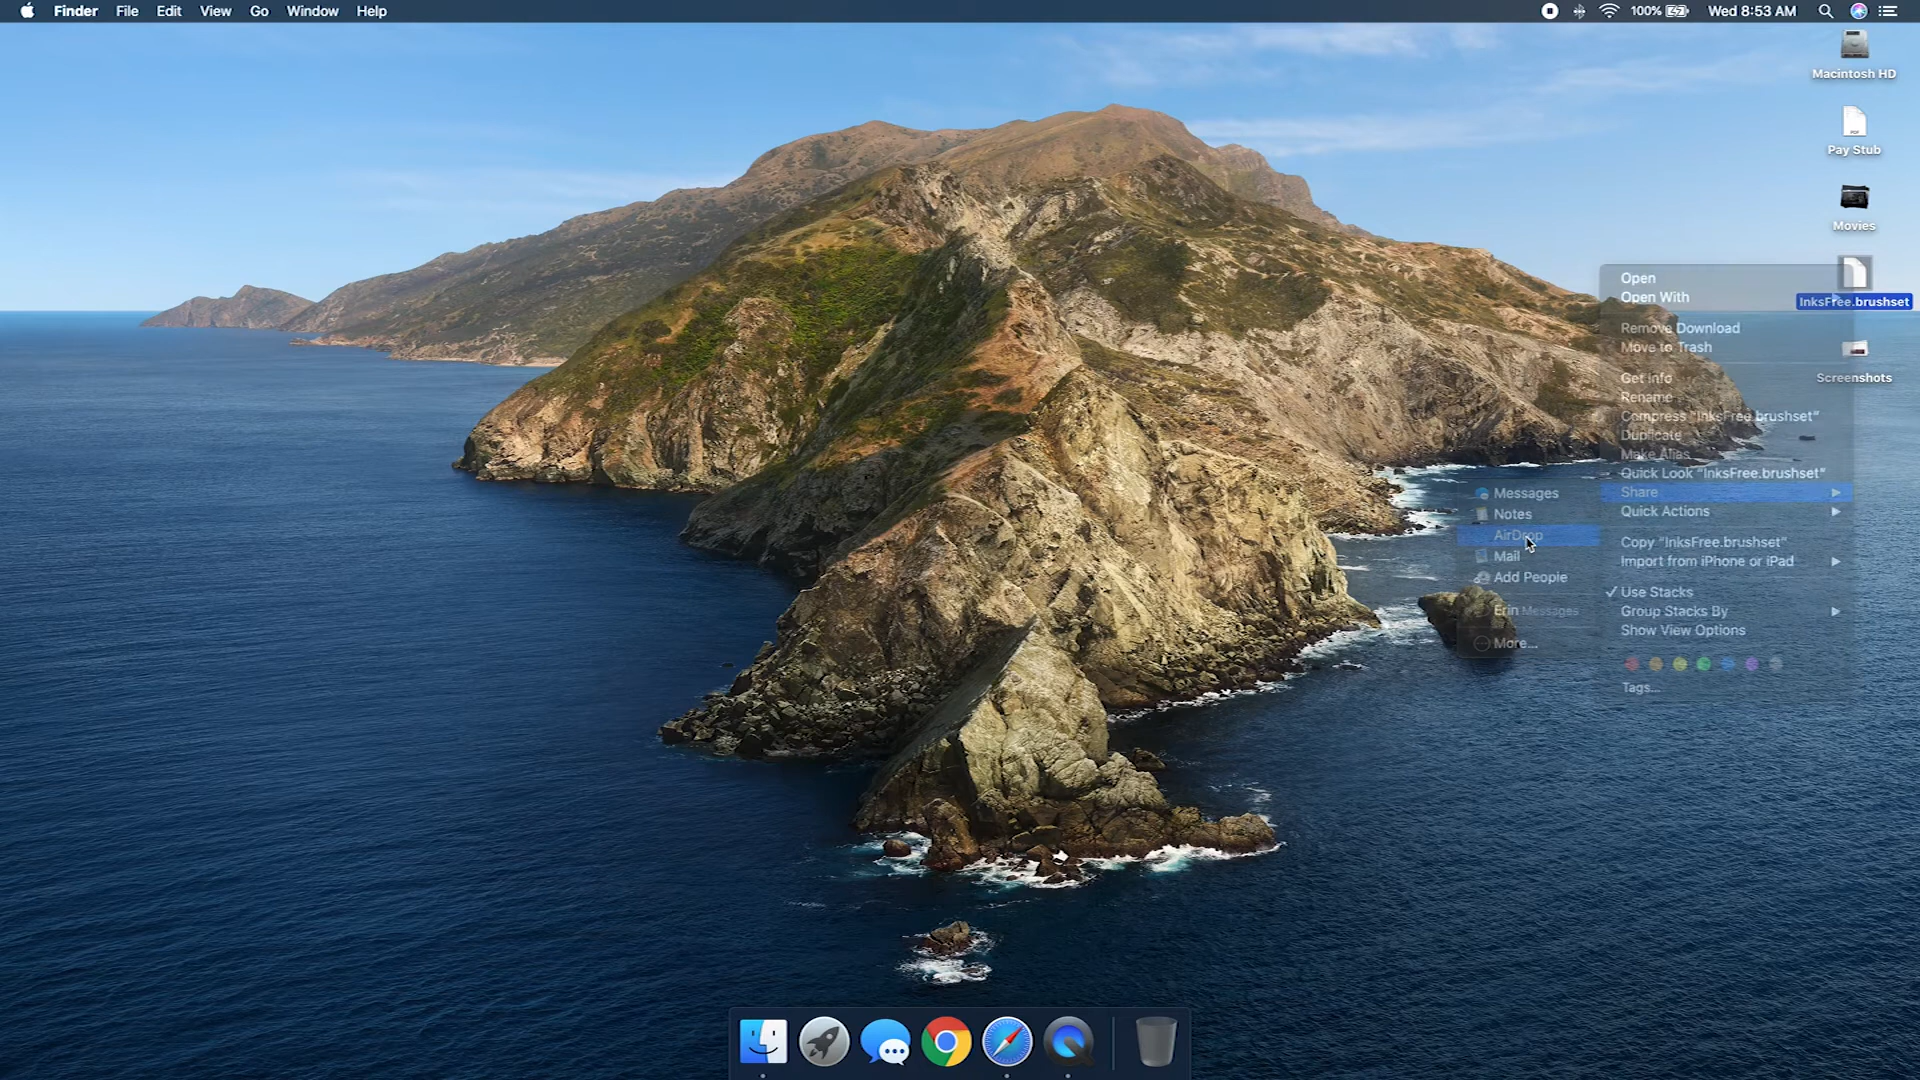 Finder File Edit View Go Window Help
100% Wed 8:53 AM
Macintosh HD
PDF
Pay Stub
Movies
InksFree.brushset
Screenshots
Open
Open With
Remove Download
Move to Trash
Get Info
Rename
Compress "InksFree.brushset"
Duplicate
Make Alias
Quick Look "InksFree.brushset"
Share
Quick Actions
Copy "InksFree.brushset"
Import from iPhone or iPad
Use Stacks
Group Stacks By
Show View Options
Tags...
Messages
Notes
AirDrop
Mail
Add People
Erin Messages
More...